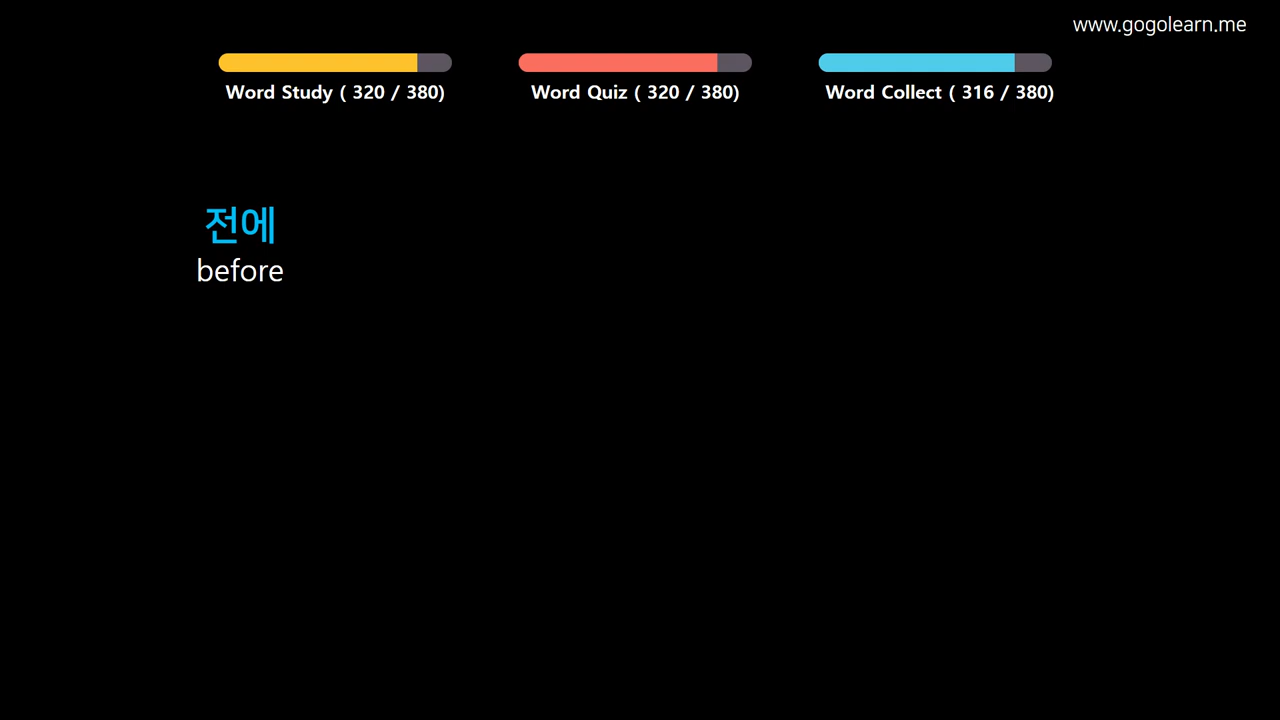 www.gogolearn.me
Word Study ( 320 / 380)
Word Quiz ( 320 / 380)
Word Collect ( 316 / 380)
전에
before